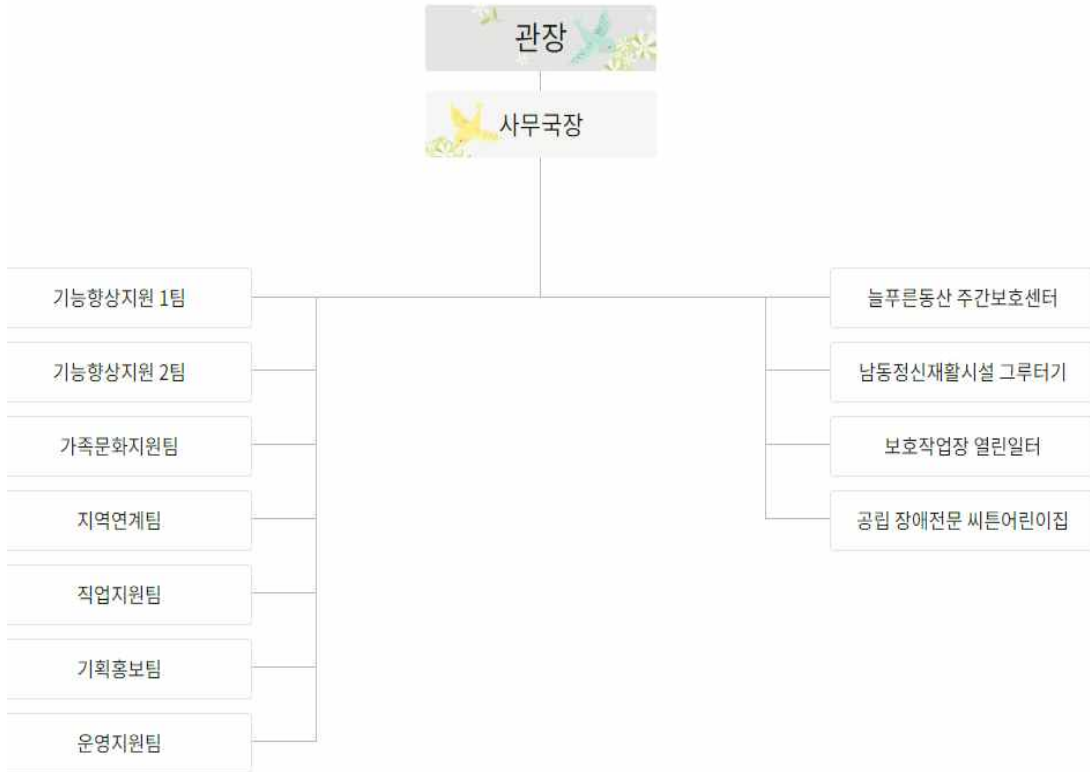 관장
사무국장
기능향상지원 1팀
기능향상지원 2팀
가족문화지원팀
지역연계팀
직업지원팀
기획홍보팀
운영지원팀
늘푸른동산 주간보호센터
남동정신재활시설 그루터기
보호작업장 열린일터
공립 장애전문 씨튼어린이집